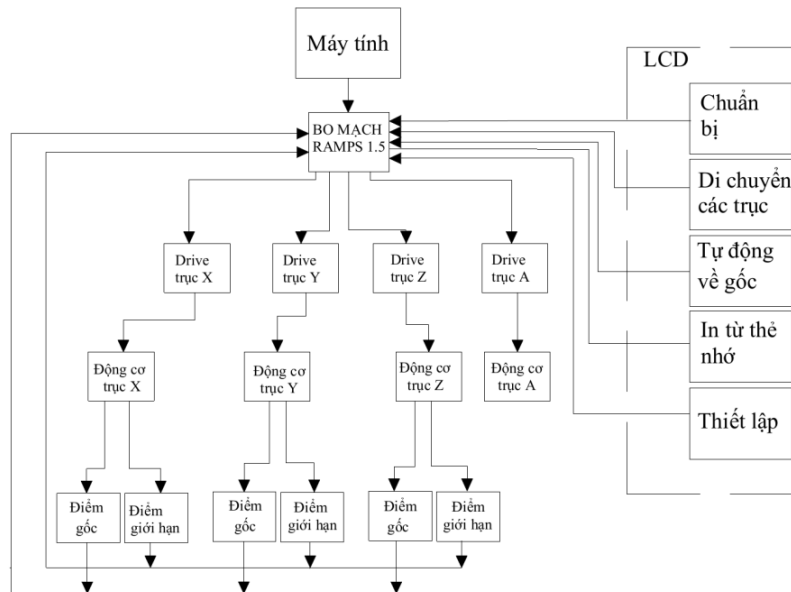 Máy tính
LCD
Chuẩn
bị
BO MẠCH
RAMPS 1.5
Di chuyển
các trục
Tự động
về gốc
Drive
trục X
Drive
trục Y
Drive
trục Z
Drive
trục A
In từ thẻ
nhớ
Động cơ
trục X
Động cơ
trục Y
Động cơ
trục Z
Động cơ
trục A
Thiết lập
Điểm
gốc
Điểm
giới hạn
Điểm
gốc
Điểm
giới hạn
Điểm
gốc
Điểm
giới hạn